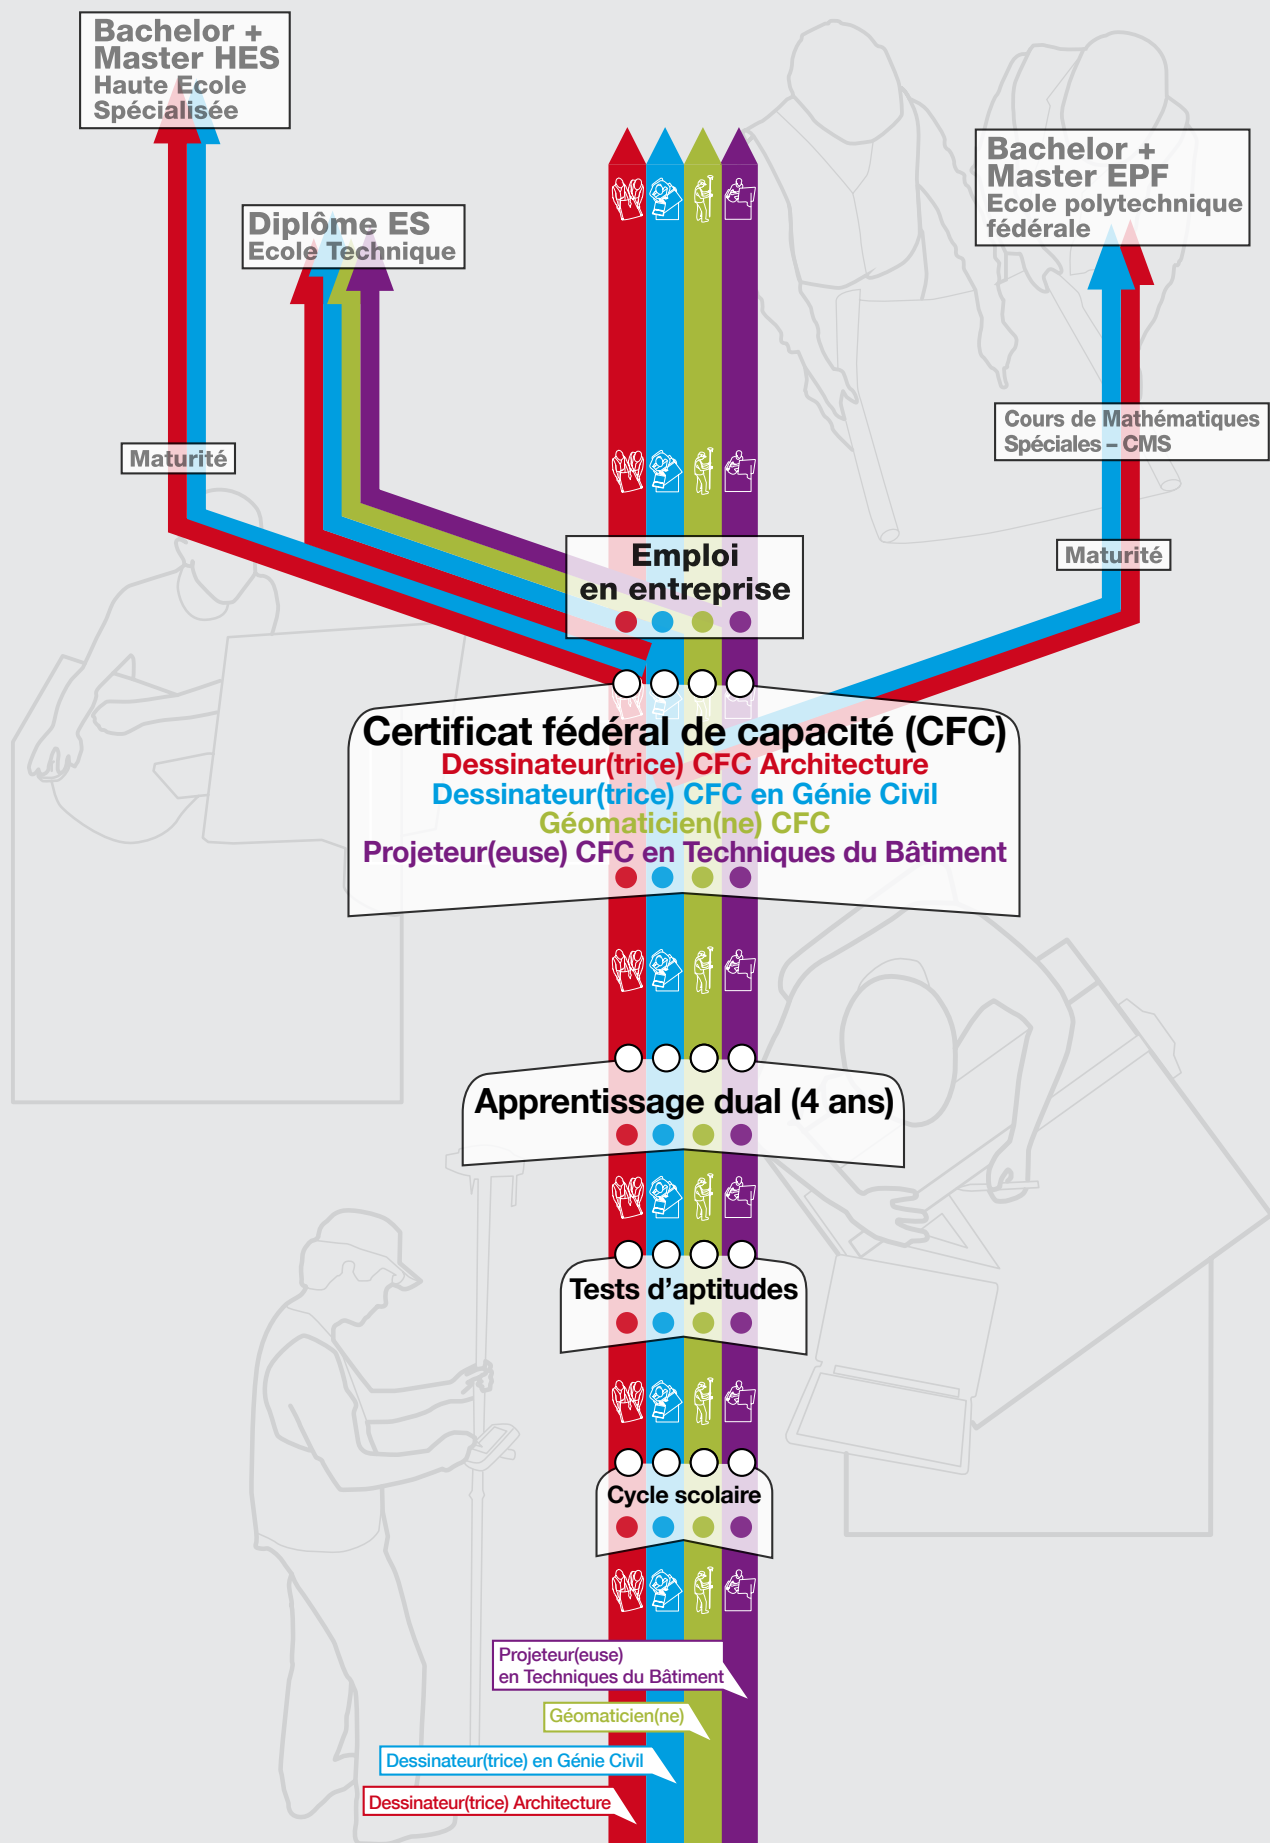 Bachelor +
Master HES
Haute Ecole
Spécialisée
Diplôme ES
Ecole Technique
Bachelor +
Master EPF
Ecole polytechnique
fédérale
Maturité
Cours de Mathématiques
Spéciales – CMS
Maturité
Emploi
en entreprise
Certificat fédéral de capacité (CFC)
Dessinateur(trice) CFC Architecture
Dessinateur(trice) CFC en Génie Civil
Géomaticien(ne) CFC
Projeteur(euse) CFC en Techniques du Bâtiment
Apprentissage dual (4 ans)
Tests d’aptitudes
Cycle scolaire
Projeteur(euse)
en Techniques du Bâtiment
Géomaticien(ne)
Dessinateur(trice) en Génie Civil
Dessinateur(trice) Architecture